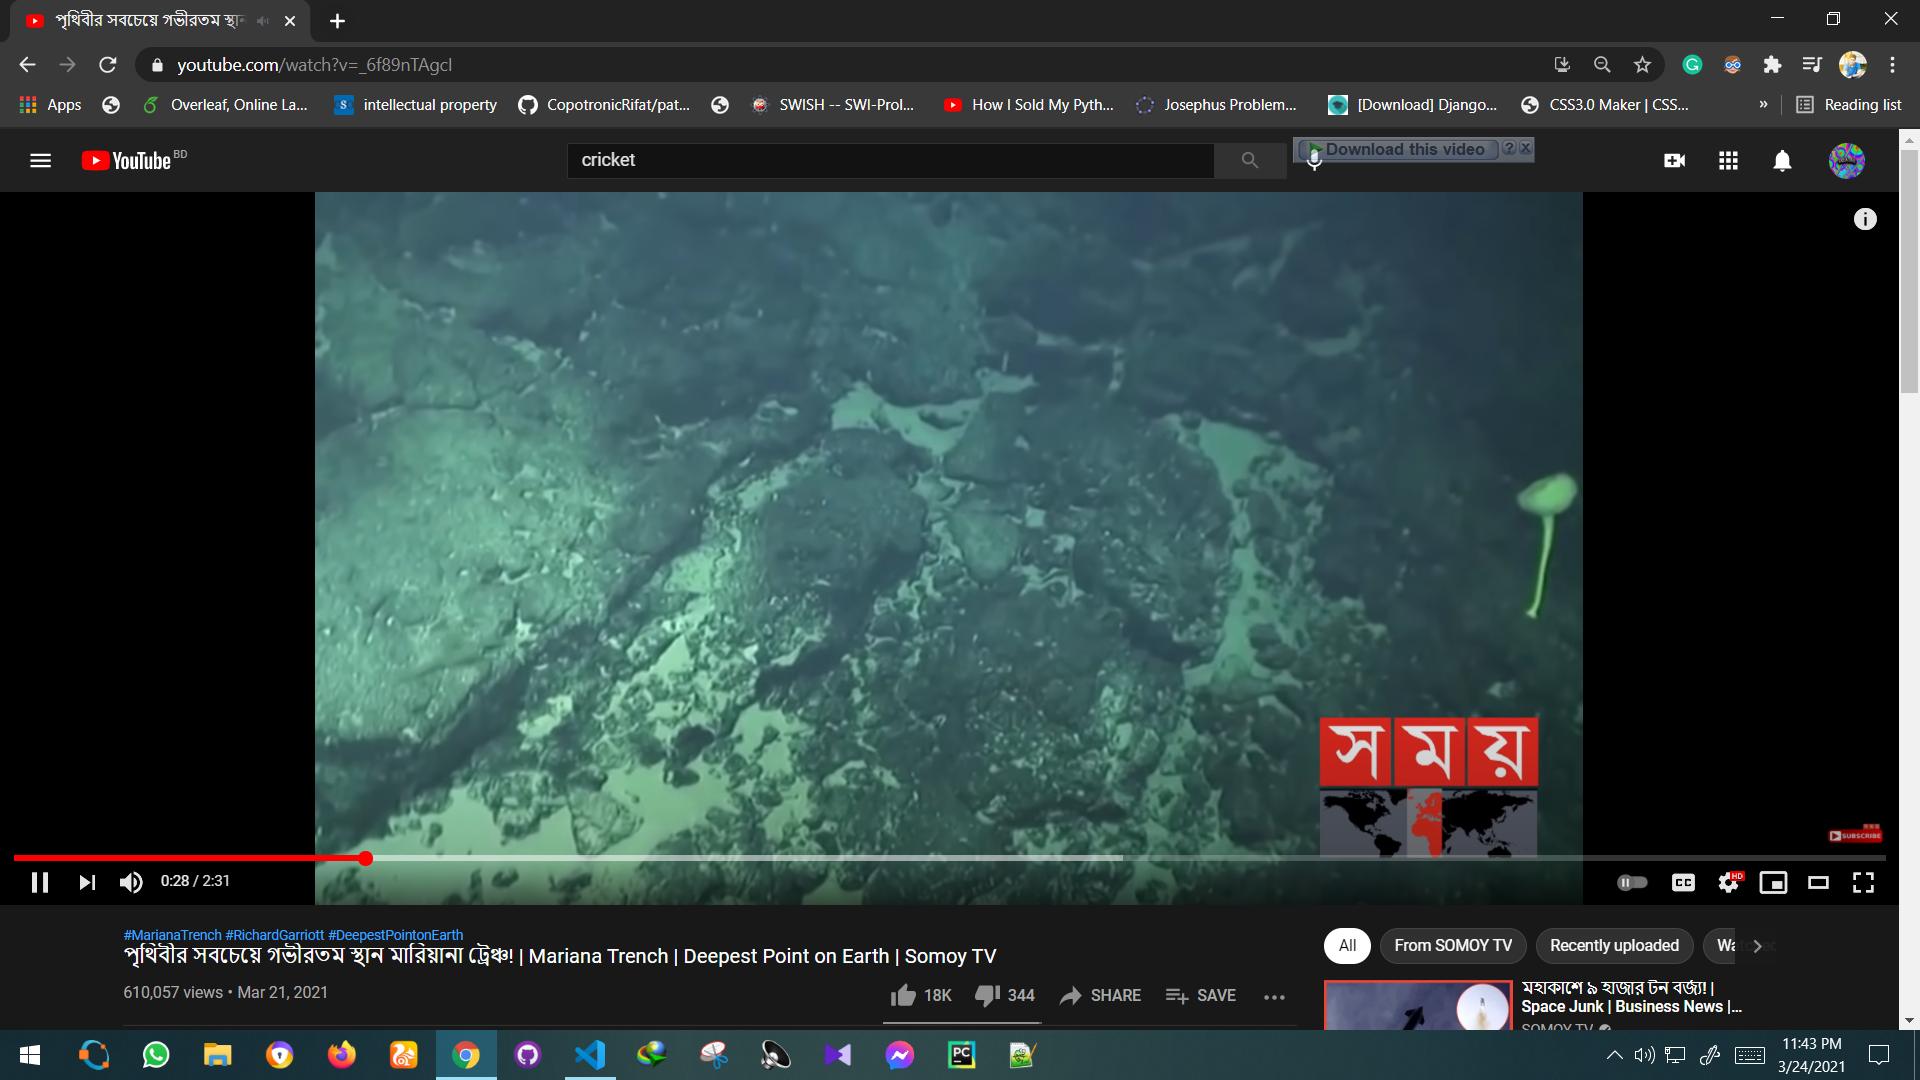 পৃথিবীর সবচেয়ে গভীরতম স্থান
youtube.com/watch?v=_6f89nTAgcI
Apps
Overleaf, Online La...
intellectual property
CopotronicRifat/pat...
SWISH -- SWI-Prol...
How I Sold My Pyth...
Josephus Problem...
[Download] Django...
CSS3.0 Maker | CSS...
»
Reading list
YouTube BD
cricket
Download this video
সময়
SUBSCRIBE
0:28 / 2:31
CC
HD
#MarianaTrench #RichardGarriott #DeepestPointonEarth
পৃথিবীর সবচেয়ে গভীরতম স্থান মারিয়ানা ট্রেঞ্চ! | Mariana Trench | Deepest Point on Earth | Somoy TV
610,057 views • Mar 21, 2021
18K
344
SHARE
SAVE
All
From SOMOY TV
Recently uploaded
মহাকাশে ৯ হাজার টন বর্জ্য! |
Space Junk | Business News |...
SOMOY TV
PC
11:43 PM
3/24/2021